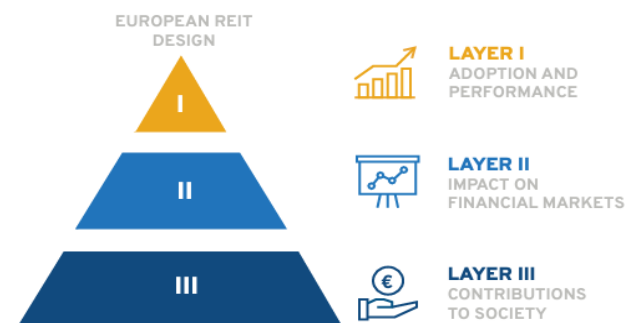 EUROPEAN REIT
DESIGN
I
II
III
LAYER I
ADOPTION AND
PERFORMANCE
LAYER II
IMPACT ON
FINANCIAL MARKETS
€
LAYER III
CONTRIBUTIONS
TO SOCIETY